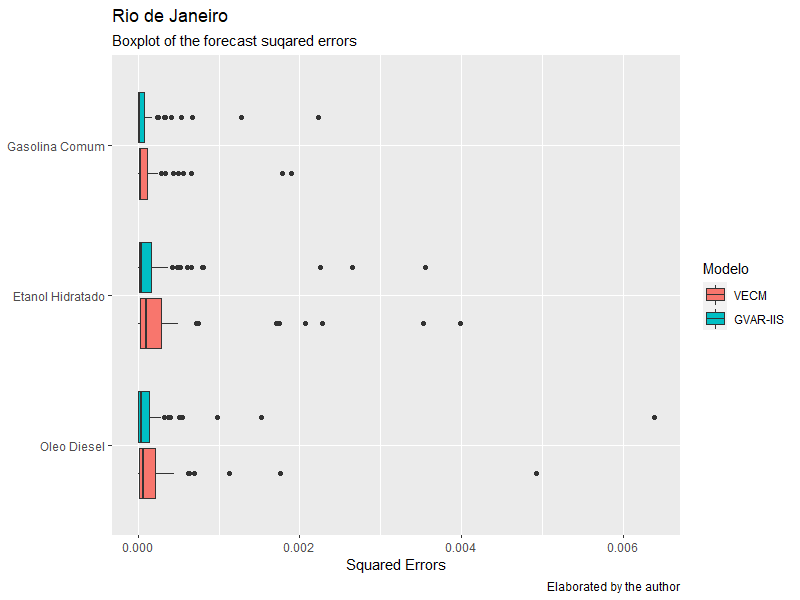 Rio de Janeiro
Boxplot of the forecast suqared errors
Gasolina Comum
Etanol Hidratado
Oleo Diesel
0.000 0.002 0.004 0.006
Squared Errors
Modelo
VECM
GVAR-IIS
Elaborated by the author